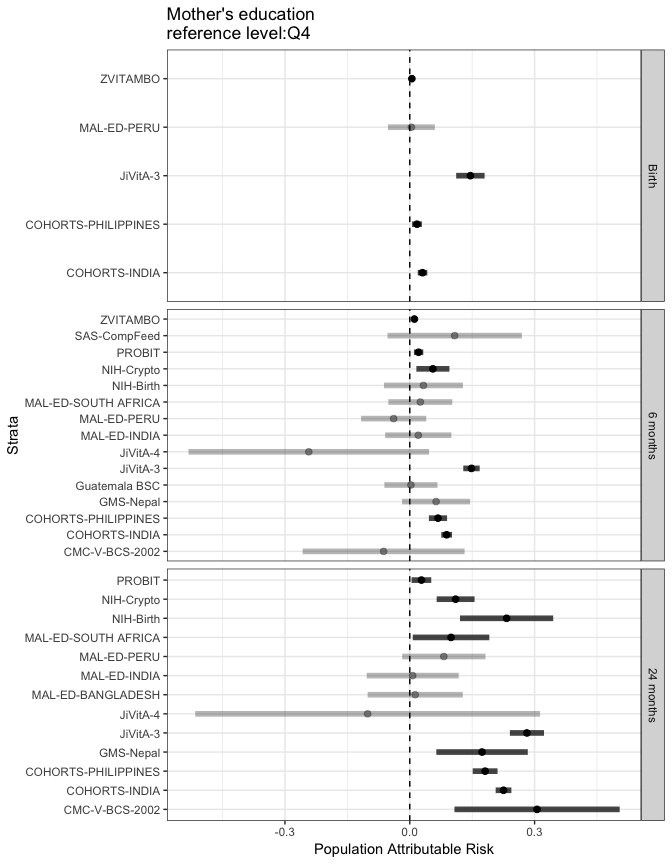 Mother's education
reference level:Q4
Strata
ZVITAMBO
MAL-ED-PERU
JiVitA-3
COHORTS-PHILIPPINES
COHORTS-INDIA
Birth
ZVITAMBO
SAS-CompFeed
PROBIT
NIH-Crypto
NIH-Birth
MAL-ED-SOUTH AFRICA
MAL-ED-PERU
MAL-ED-INDIA
JiVitA-4
JiVitA-3
Guatemala BSC
GMS-Nepal
COHORTS-PHILIPPINES
COHORTS-INDIA
CMC-V-BCS-2002
6 months
PROBIT
NIH-Crypto
NIH-Birth
MAL-ED-SOUTH AFRICA
MAL-ED-PERU
MAL-ED-INDIA
MAL-ED-BANGLADESH
JiVitA-4
JiVitA-3
GMS-Nepal
COHORTS-PHILIPPINES
COHORTS-INDIA
CMC-V-BCS-2002
24 months
-0.3 0.0 0.3
Population Attributable Risk